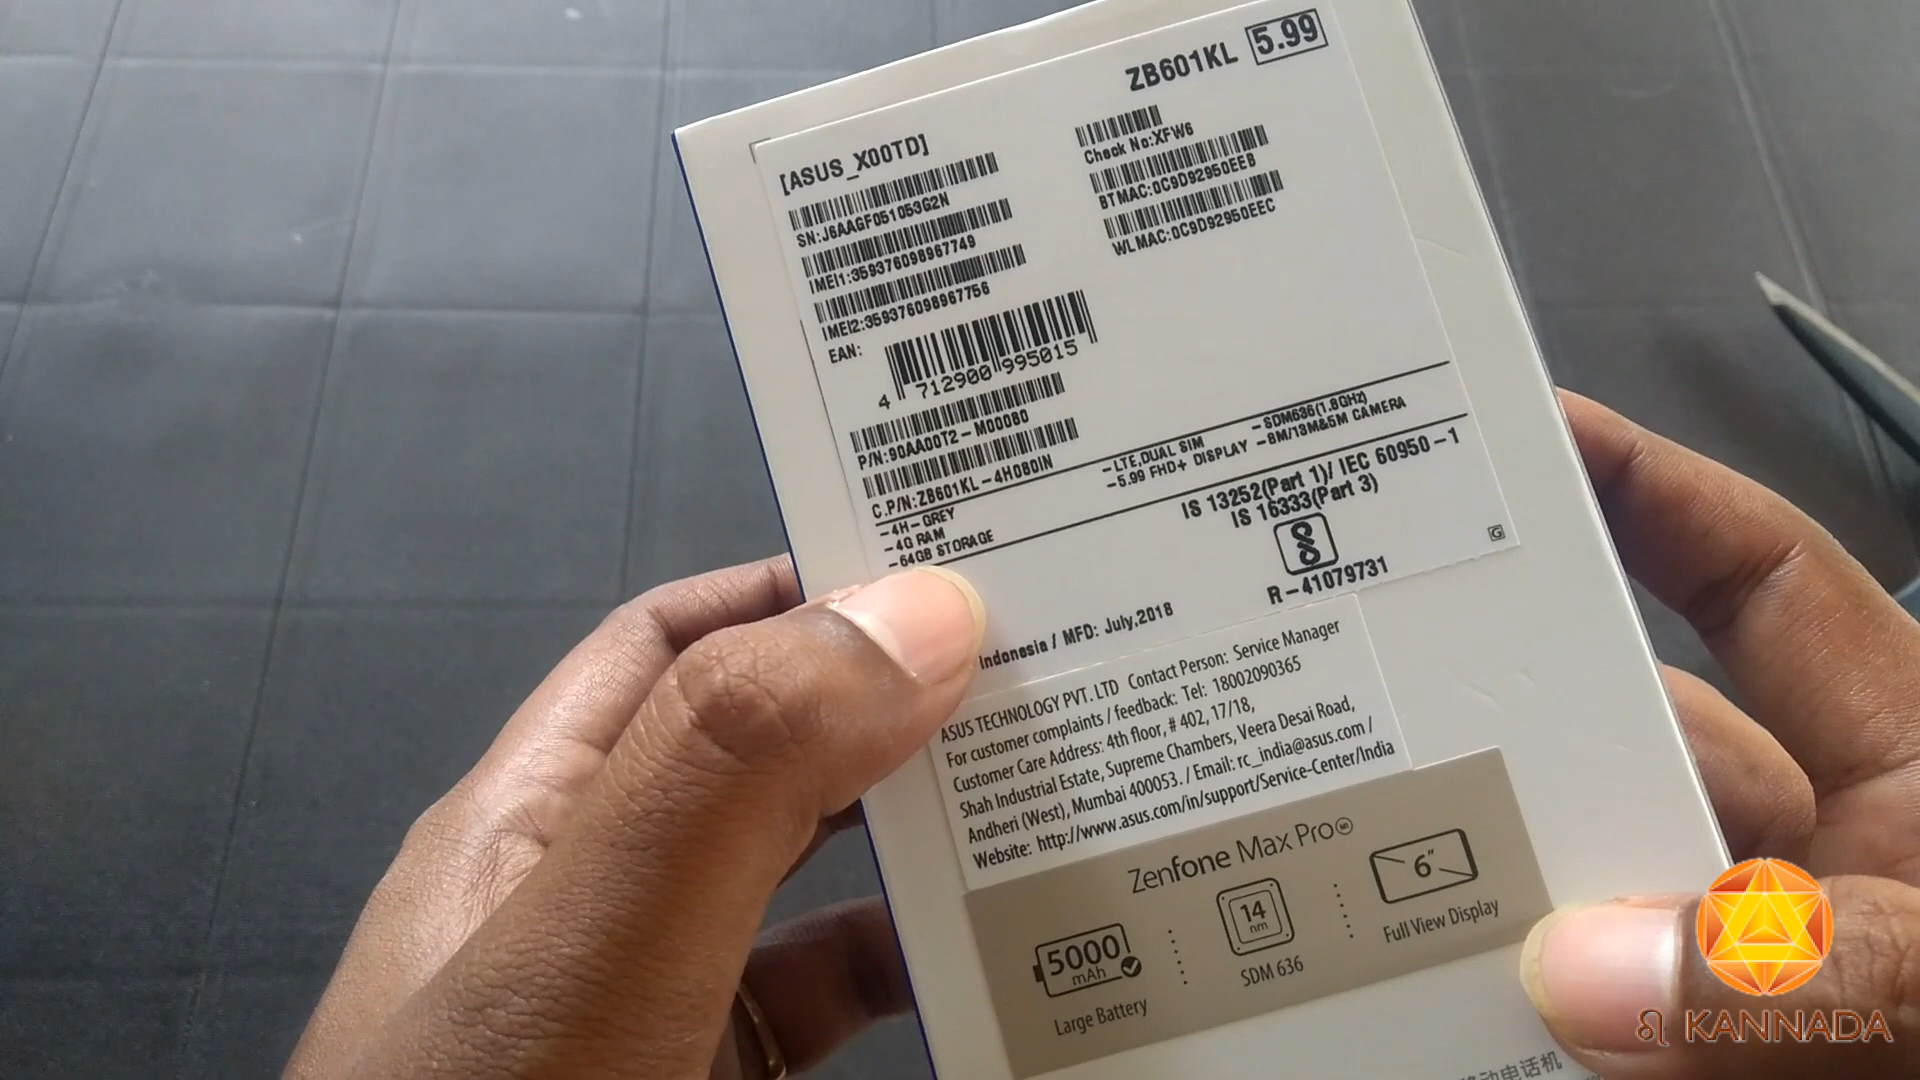 ZB601KL 5.99
[ASUS_X00TD]
SN:J6AAGF051053G2N
IMEI1:359376098967749
IMEI2:359376098967756
Check No:XFW6
BTMAC:0C9D92950EEB
WLMAC:0C9D92950EEC
EAN:
4 712900 995015
P/N:90AA00T2-M00080
C.P/N:ZB601KL-4H080IN
-4H-GREY
-4G RAM
-64GB STORAGE
-LTE,DUAL SIM
-5.99 FHD+ DISPLAY
-SDM636(1.8GHz)
-8M/13M&5M CAMERA
IS 13252(Part 1)/ IEC 60950-1
IS 16333(Part 3)
R-41079731
G
Indonesia / MFD: July,2018
ASUS TECHNOLOGY PVT. LTD Contact Person: Service Manager
For customer complaints / feedback: Tel: 18002090365
Customer Care Address: 4th floor, # 402, 17/18,
Shah Industrial Estate, Supreme Chambers, Veera Desai Road,
Andheri (West), Mumbai 400053. / Email: rc_india@asus.com /
Website: http://www.asus.com/in/support/Service-Center/India
Zenfone Max Pro M1
5000
mAh
Large Battery
14
nm
SDM 636
6"
Full View Display
移动电话机
ಕ KANNADA